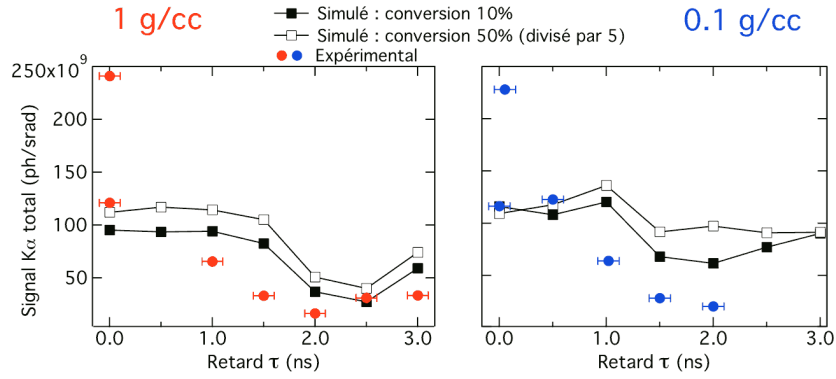 1 g/cc
Simulé : conversion 10%
Simulé : conversion 50% (divisé par 5)
Expérimental
0.1 g/cc
250x10⁹
200
150
100
50
Signal Kα total (ph/srad)
0.0 1.0 2.0 3.0
Retard τ (ns)
0.0 1.0 2.0 3.0
Retard τ (ns)